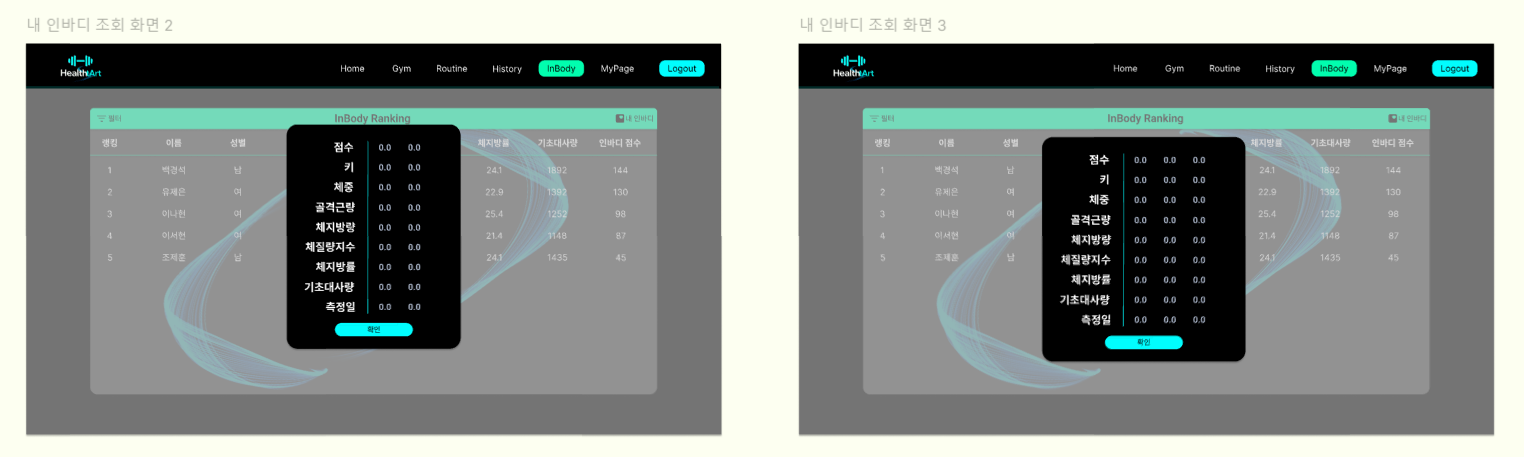 내 인바디 조회 화면 2
HealthArt
Home Gym Routine History InBody MyPage Logout
필터 InBody Ranking 내 인바디
랭킹 이름 성별 체지방률 기초대사량 인바디 점수
1 백경석 남 24.1 1892 144
2 유제은 여 22.9 1392 130
3 이나현 여 25.4 1252 98
4 이서현 여 21.4 1148 87
5 조제훈 남 24.1 1435 45
점수 0.0 0.0
키 0.0 0.0
체중 0.0 0.0
골격근량 0.0 0.0
체지방량 0.0 0.0
체질량지수 0.0 0.0
체지방률 0.0 0.0
기초대사량 0.0 0.0
측정일 0.0 0.0
확인
내 인바디 조회 화면 3
HealthArt
Home Gym Routine History InBody MyPage Logout
필터 InBody Ranking 내 인바디
랭킹 이름 성별 체지방률 기초대사량 인바디 점수
1 백경석 남 24.1 1892 144
2 유제은 여 22.9 1392 130
3 이나현 여 25.4 1252 98
4 이서현 여 21.4 1148 87
5 조제훈 남 24.1 1435 45
점수 0.0 0.0 0.0
키 0.0 0.0 0.0
체중 0.0 0.0 0.0
골격근량 0.0 0.0 0.0
체지방량 0.0 0.0 0.0
체질량지수 0.0 0.0 0.0
체지방률 0.0 0.0 0.0
기초대사량 0.0 0.0 0.0
측정일 0.0 0.0 0.0
확인